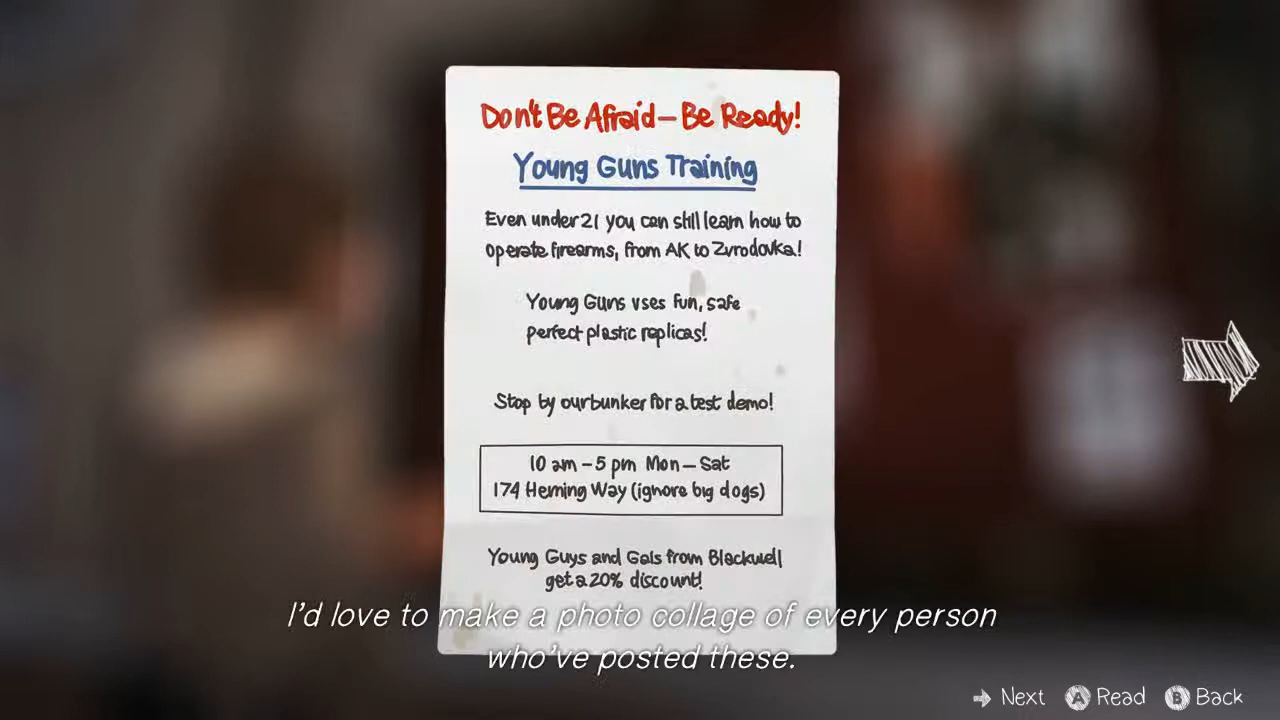 Don't Be Afraid – Be Ready!
Young Guns Training
Even under 21 you can still learn how to
operate firearms, from AK to Zvrodovka!
Young Guns uses fun, safe
perfect plastic replicas!
Stop by our bunker for a test demo!
10 am – 5 pm Mon – Sat
174 Heming Way (ignore big dogs)
Young Guys and Gals from Blackwell
get a 20% discount!
I'd love to make a photo collage of every person
who've posted these.
Next A Read B Back